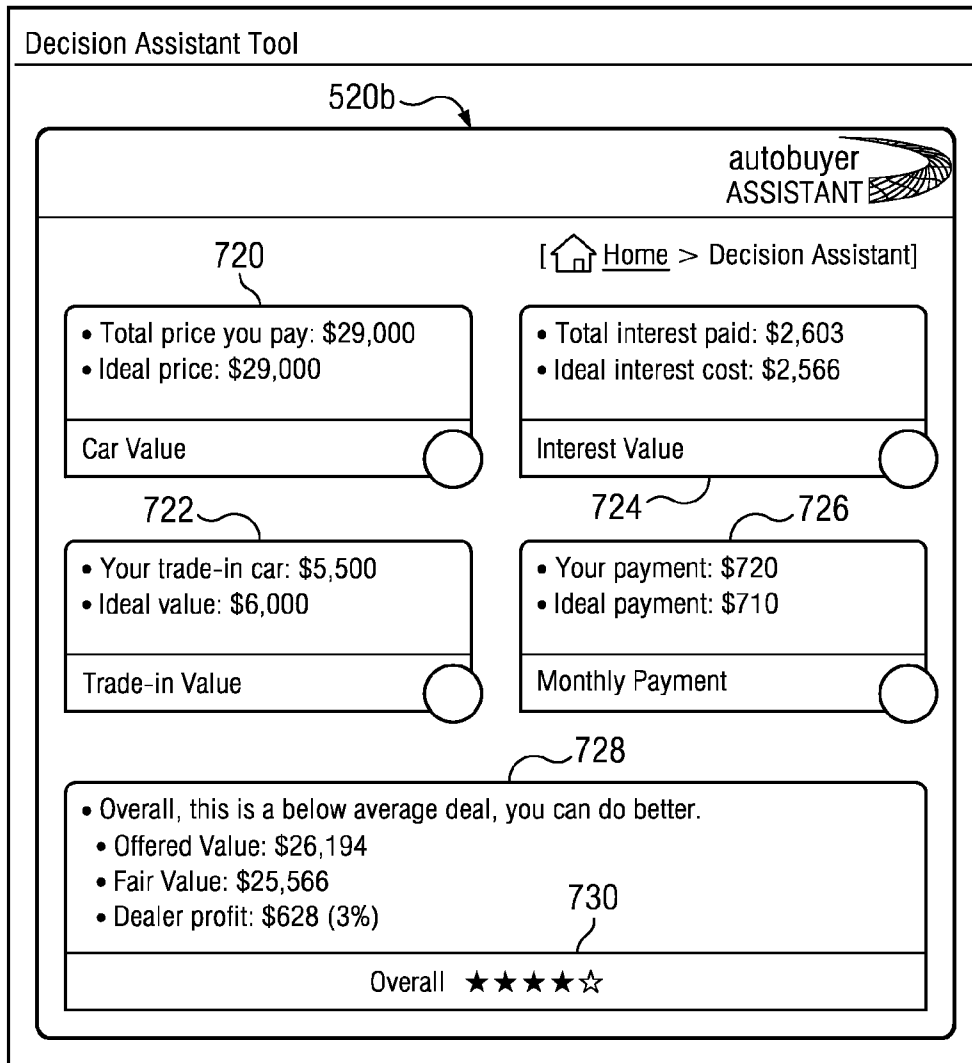 Decision Assistant Tool
520b
autobuyer
ASSISTANT
[Home > Decision Assistant]
720
• Total price you pay: $29,000
• Ideal price: $29,000
Car Value
• Total interest paid: $2,603
• Ideal interest cost: $2,566
Interest Value
724
722
• Your trade-in car: $5,500
• Ideal value: $6,000
Trade-in Value
726
• Your payment: $720
• Ideal payment: $710
Monthly Payment
728
• Overall, this is a below average deal, you can do better.
• Offered Value: $26,194
• Fair Value: $25,566
• Dealer profit: $628 (3%)
730
Overall ★★★★☆